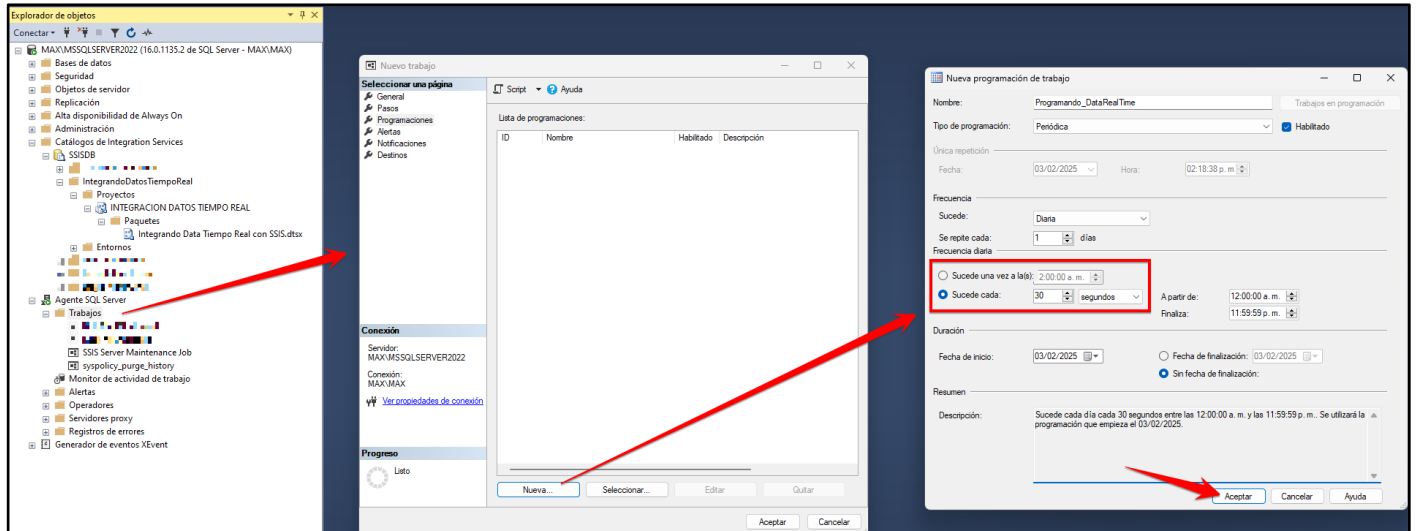 Explorador de objetos
Conectar
MAX\MSSQLSERVER2022 (16.0.1135.2 de SQL Server - MAX\MAX)
Bases de datos
Seguridad
Objetos de servidor
Replicación
Alta disponibilidad de Always On
Administración
Catálogos de Integration Services
SSISDB
IntegrandoDatosTiempoReal
Proyectos
INTEGRACION DATOS TIEMPO REAL
Paquetes
Integrando Data Tiempo Real con SSIS.dtsx
Entornos
Agente SQL Server
Trabajos
SSIS Server Maintenance Job
syspolicy_purge_history
Monitor de actividad de trabajo
Alertas
Operadores
Servidores proxy
Registros de errores
Generador de eventos XEvent
Nuevo trabajo
Seleccionar una página
General
Pasos
Programaciones
Alertas
Notificaciones
Destinos
Script Ayuda
Lista de programaciones:
ID Nombre Habilitado Descripción
Conexión
Servidor:
MAX\MSSQLSERVER2022
Conexión:
MAX\MAX
Ver propiedades de conexión
Progreso
Listo
Nueva... Seleccionar... Editar Quitar
Aceptar Cancelar
Nueva programación de trabajo
Nombre: Programando_DataRealTime Trabajos en programación
Tipo de programación: Periódica Habilitado
Única repetición
Fecha: 03/02/2025 Hora: 02:18:38 p. m.
Frecuencia
Sucede: Diaria
Se repite cada: 1 días
Frecuencia diaria
Sucede una vez a la(s): 2:00:00 a. m.
Sucede cada: 30 segundos A partir de: 12:00:00 a. m.
Finaliza: 11:59:59 p. m.
Duración
Fecha de inicio: 03/02/2025 Fecha de finalización: 03/02/2025
Sin fecha de finalización:
Resumen
Descripción: Sucede cada día cada 30 segundos entre las 12:00:00 a. m. y las 11:59:59 p. m.. Se utilizará la
programación que empieza el 03/02/2025.
Aceptar Cancelar Ayuda